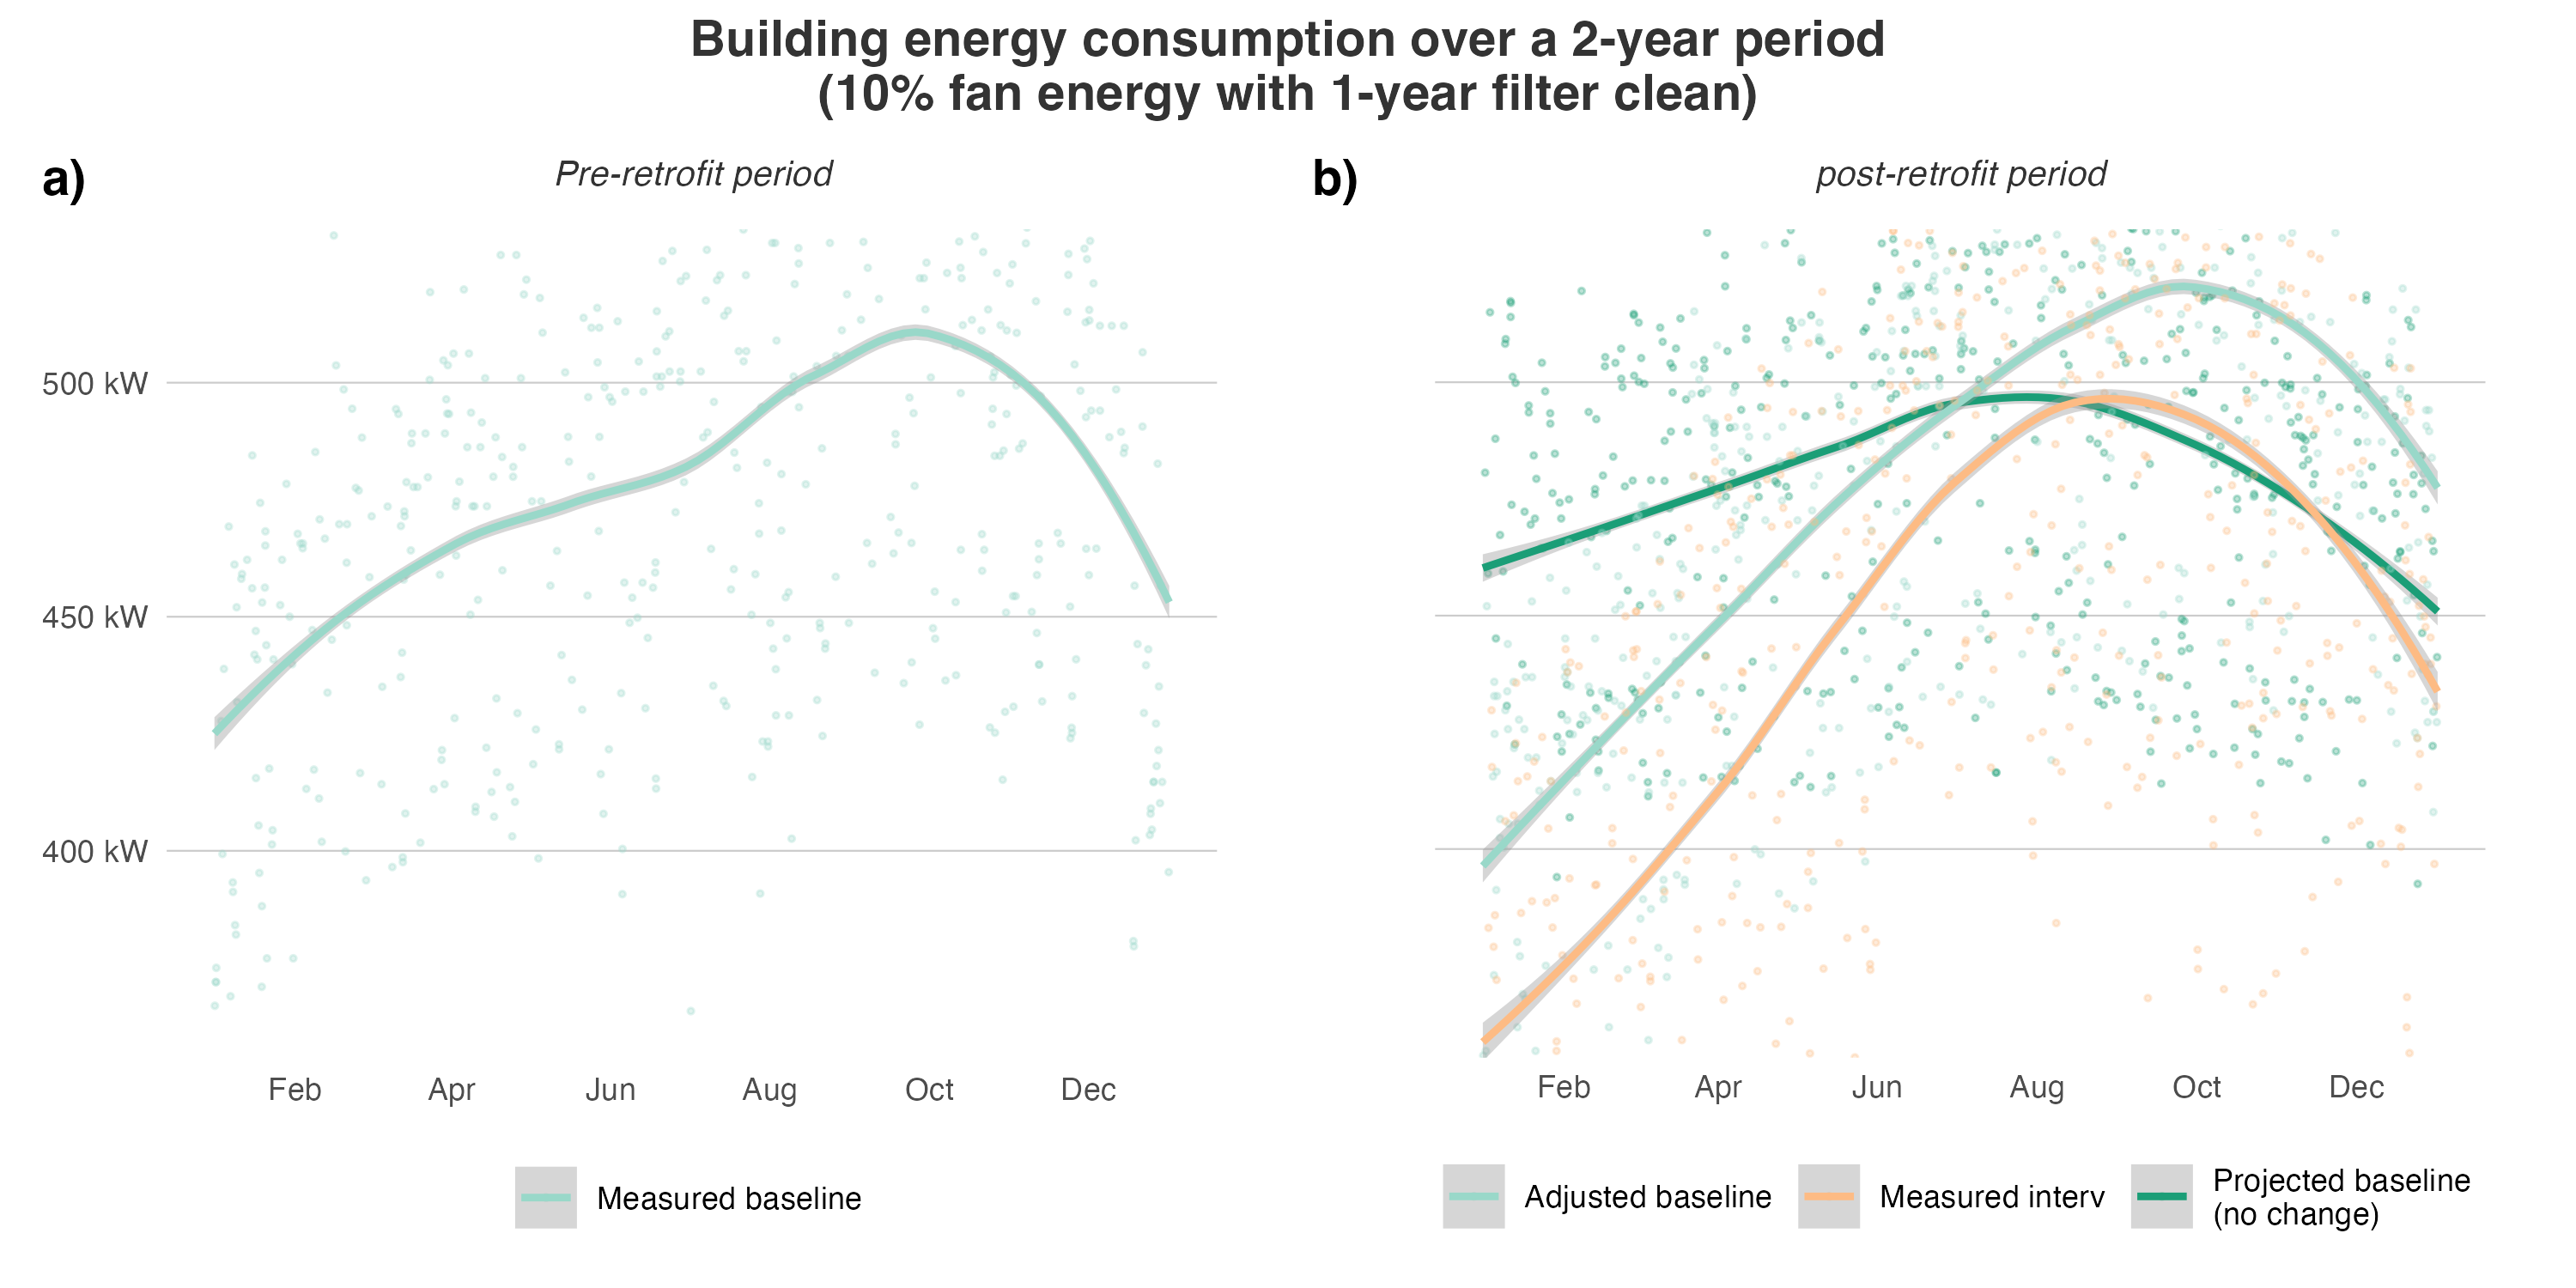 Building energy consumption over a 2-year period
(10% fan energy with 1-year filter clean)
a)
Pre-retrofit period
500 kW
450 kW
400 kW
Feb Apr Jun Aug Oct Dec
Measured baseline
b)
post-retrofit period
Feb Apr Jun Aug Oct Dec
Adjusted baseline
Measured interv
Projected baseline
(no change)